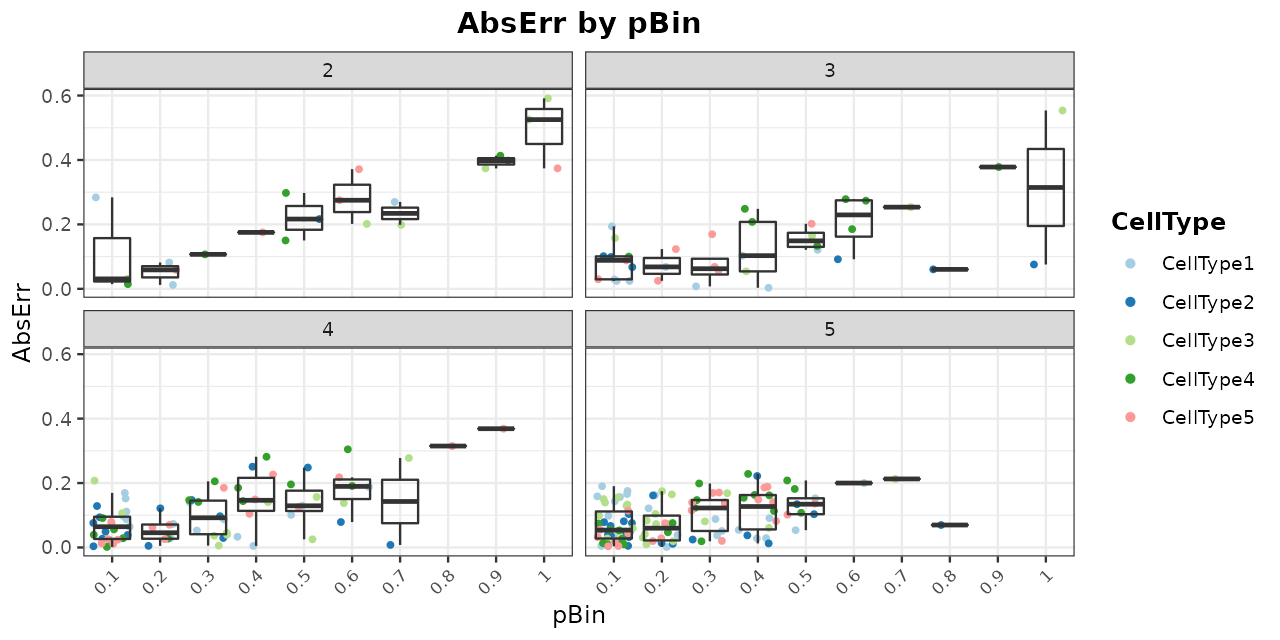 AbsErr by pBin
2
3
0.6
0.4
0.2
0.0
4
5
0.6
0.4
0.2
0.0
0.1 0.2 0.3 0.4 0.5 0.6 0.7 0.8 0.9 1
0.1 0.2 0.3 0.4 0.5 0.6 0.7 0.8 0.9 1
AbsErr
pBin
CellType
CellType1
CellType2
CellType3
CellType4
CellType5